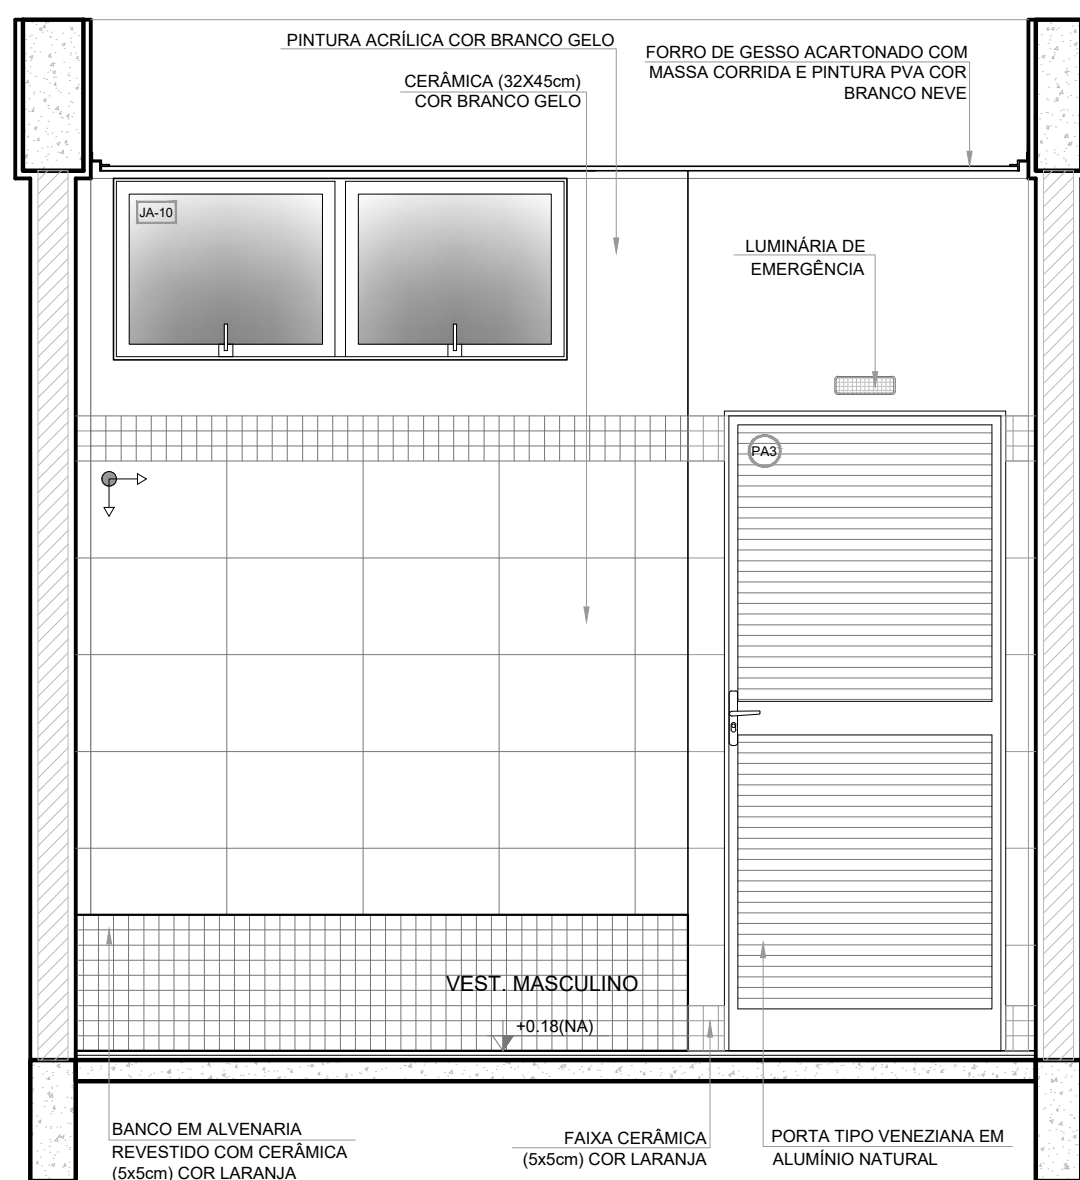 PINTURA ACRÍLICA COR BRANCO GELO
CERÂMICA (32X45cm)
COR BRANCO GELO
FORRO DE GESSO ACARTONADO COM
MASSA CORRIDA E PINTURA PVA COR
BRANCO NEVE
JA-10
LUMINÁRIA DE
EMERGÊNCIA
PA3
VEST. MASCULINO
+0.18(NA)
BANCO EM ALVENARIA
REVESTIDO COM CERÂMICA
(5x5cm) COR LARANJA
FAIXA CERÂMICA
(5x5cm) COR LARANJA
PORTA TIPO VENEZIANA EM
ALUMÍNIO NATURAL